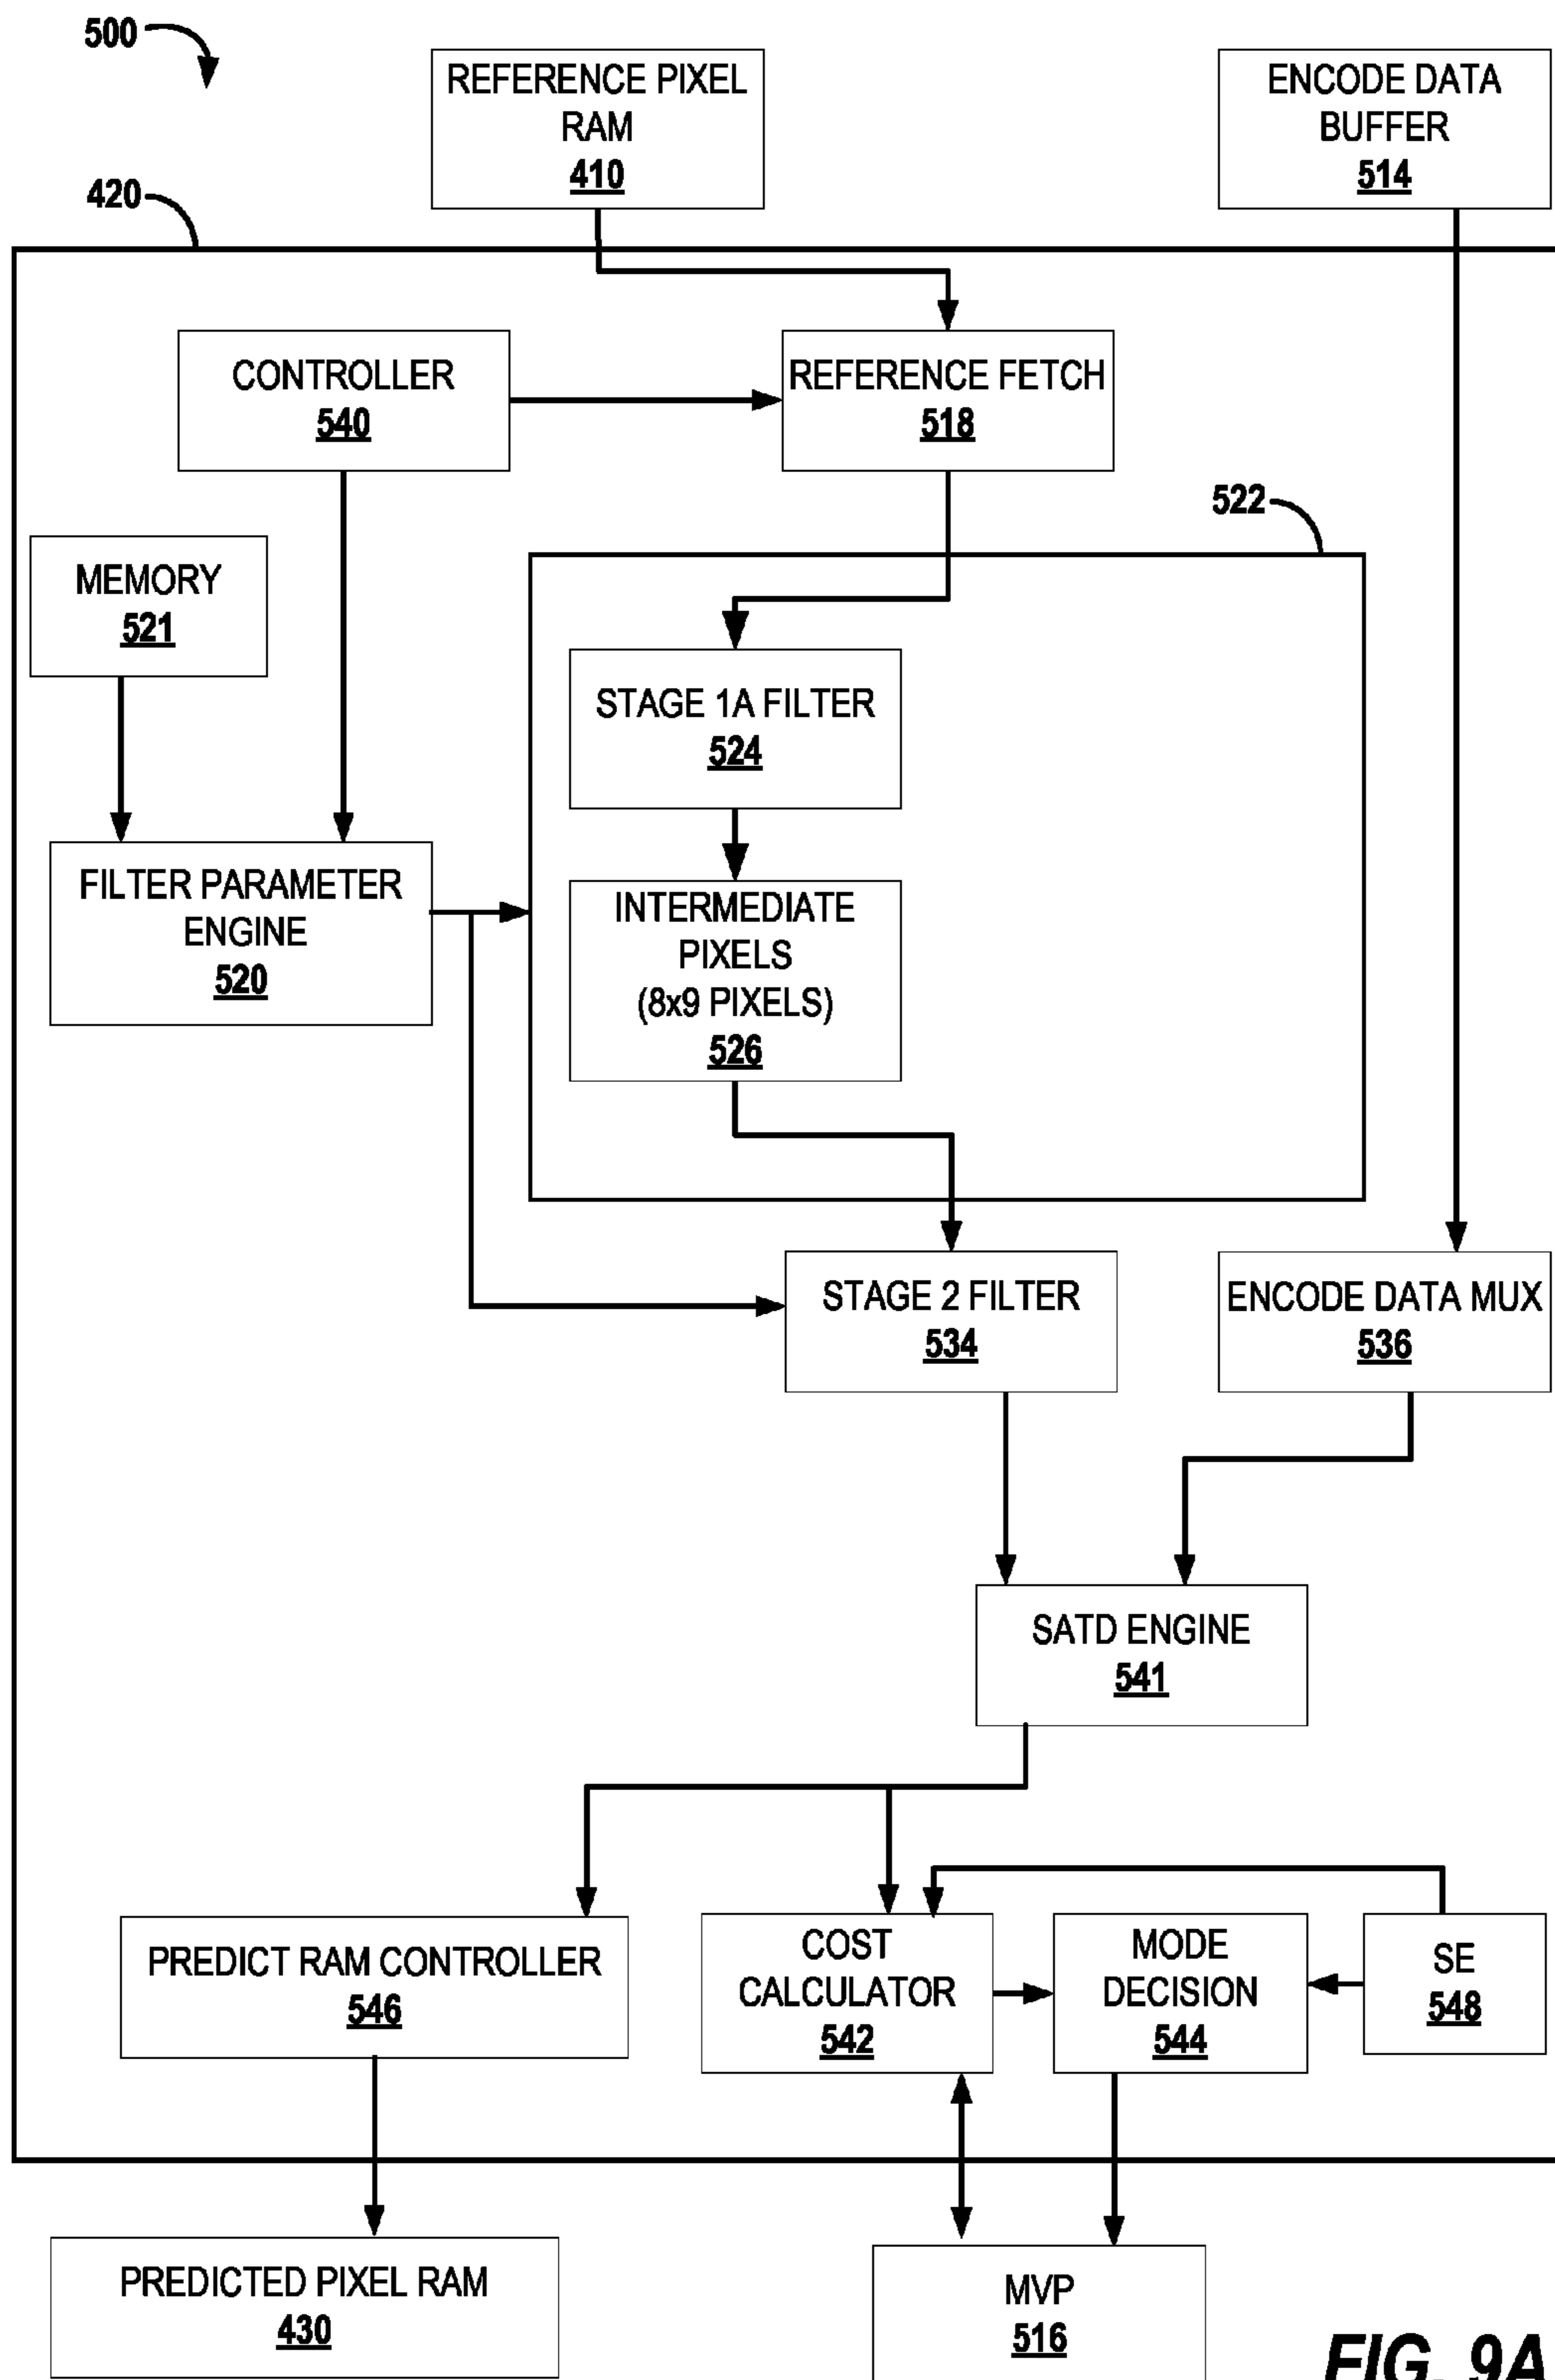 500
REFERENCE PIXEL
RAM
410
ENCODE DATA
BUFFER
514
420
CONTROLLER
540
REFERENCE FETCH
518
522
MEMORY
521
STAGE 1A FILTER
524
FILTER PARAMETER
ENGINE
520
INTERMEDIATE
PIXELS
(8x9 PIXELS)
526
STAGE 2 FILTER
534
ENCODE DATA MUX
536
SATD ENGINE
541
PREDICT RAM CONTROLLER
546
COST
CALCULATOR
542
MODE
DECISION
544
SE
548
PREDICTED PIXEL RAM
430
MVP
516
FIG. 9A